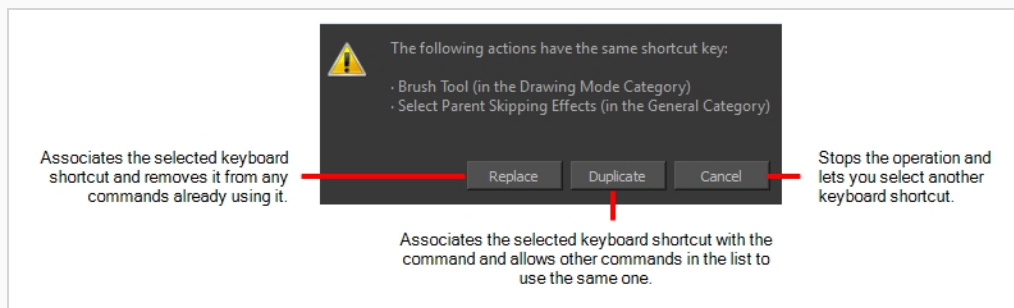 The following actions have the same shortcut key:
· Brush Tool (in the Drawing Mode Category)
· Select Parent Skipping Effects (in the General Category)
Associates the selected keyboard
shortcut and removes it from any
commands already using it.
Replace
Duplicate
Cancel
Stops the operation and
lets you select another
keyboard shortcut.
Associates the selected keyboard shortcut with the
command and allows other commands in the list to
use the same one.